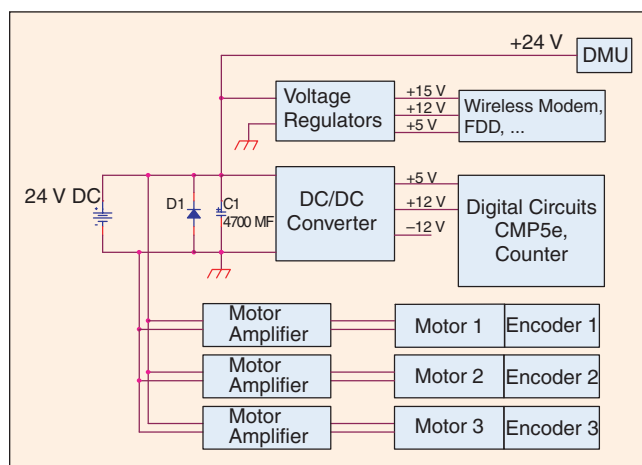 +24 V
DMU
Voltage
Regulators
+15 V
+12 V
+5 V
Wireless Modem,
FDD, ...
24 V DC
D1
C1
4700 MF
DC/DC
Converter
+5 V
+12 V
–12 V
Digital Circuits
CMP5e,
Counter
Motor
Amplifier
Motor 1
Encoder 1
Motor
Amplifier
Motor 2
Encoder 2
Motor
Amplifier
Motor 3
Encoder 3